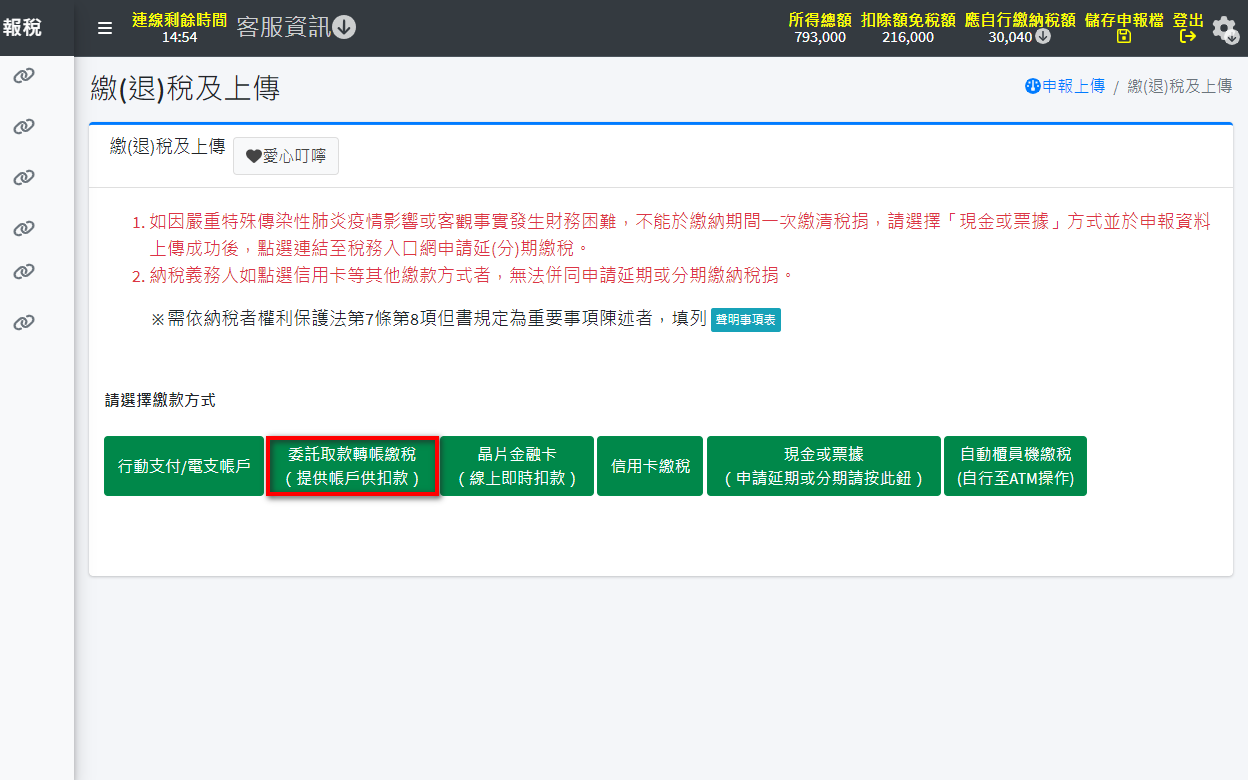 報稅
連線剩餘時間
14:54
客服資訊
所得總額
793,000
扣除額免稅額
216,000
應自行繳納稅額
30,040
儲存申報檔
登出
繳(退)稅及上傳
申報上傳 / 繳(退)稅及上傳
繳(退)稅及上傳
愛心叮嚀
1. 如因嚴重特殊傳染性肺炎疫情影響或客觀事實發生財務困難，不能於繳納期間一次繳清稅捐，請選擇「現金或票據」方式並於申報資料
上傳成功後，點選連結至稅務入口網申請延(分)期繳稅。
2. 納稅義務人如點選信用卡等其他繳款方式者，無法併同申請延期或分期繳納稅捐。
※需依納稅者權利保護法第7條第8項但書規定為重要事項陳述者，填列 聲明事項表
請選擇繳款方式
行動支付/電支帳戶
委託取款轉帳繳稅
（提供帳戶供扣款）
晶片金融卡
（線上即時扣款）
信用卡繳稅
現金或票據
（申請延期或分期請按此鈕）
自動櫃員機繳稅
(自行至ATM操作)